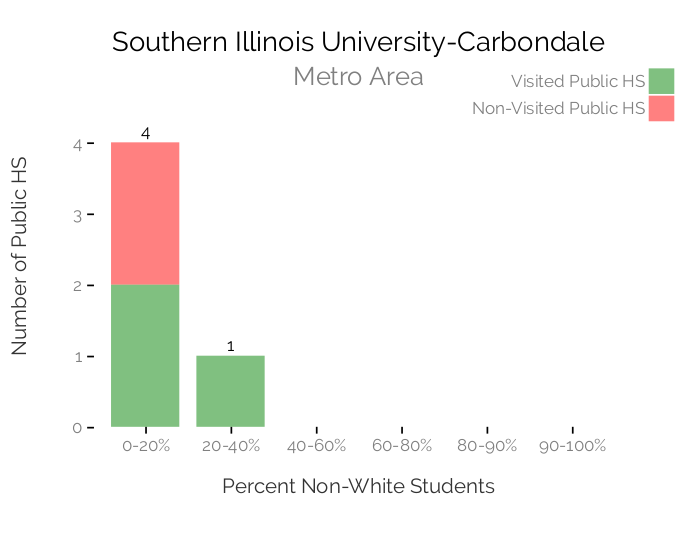 Southern Illinois University-Carbondale
Metro Area
Visited Public HS
Non-Visited Public HS
Number of Public HS
4
3
2
1
0
4
1
0-20%
20-40%
40-60%
60-80%
80-90%
90-100%
Percent Non-White Students